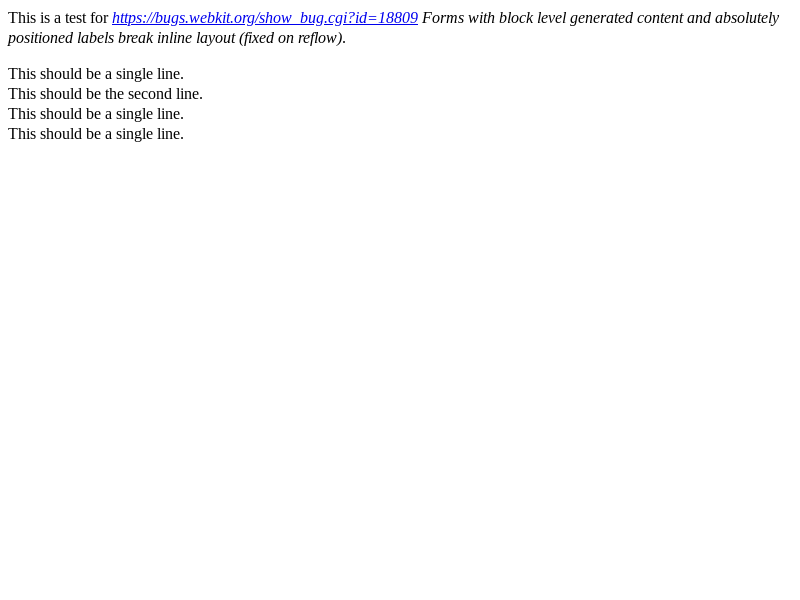 This is a test for https://bugs.webkit.org/show_bug.cgi?id=18809 Forms with block level generated content and absolutely
positioned labels break inline layout (fixed on reflow).
This should be a single line.
This should be the second line.
This should be a single line.
This should be a single line.